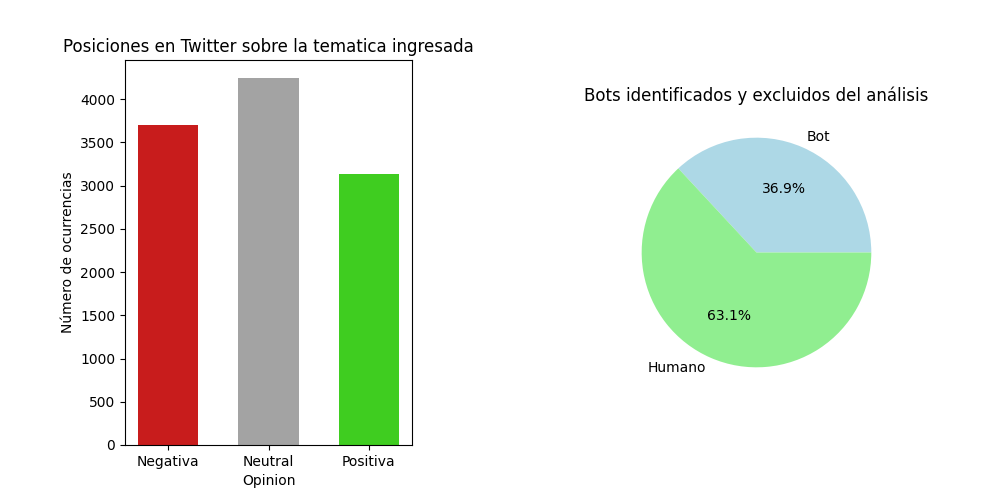 Posiciones en Twitter sobre la tematica ingresada
Número de ocurrencias
4000
3500
3000
2500
2000
1500
1000
500
0
Negativa
Neutral
Positiva
Opinion
Bots identificados y excluidos del análisis
Bot
36.9%
63.1%
Humano